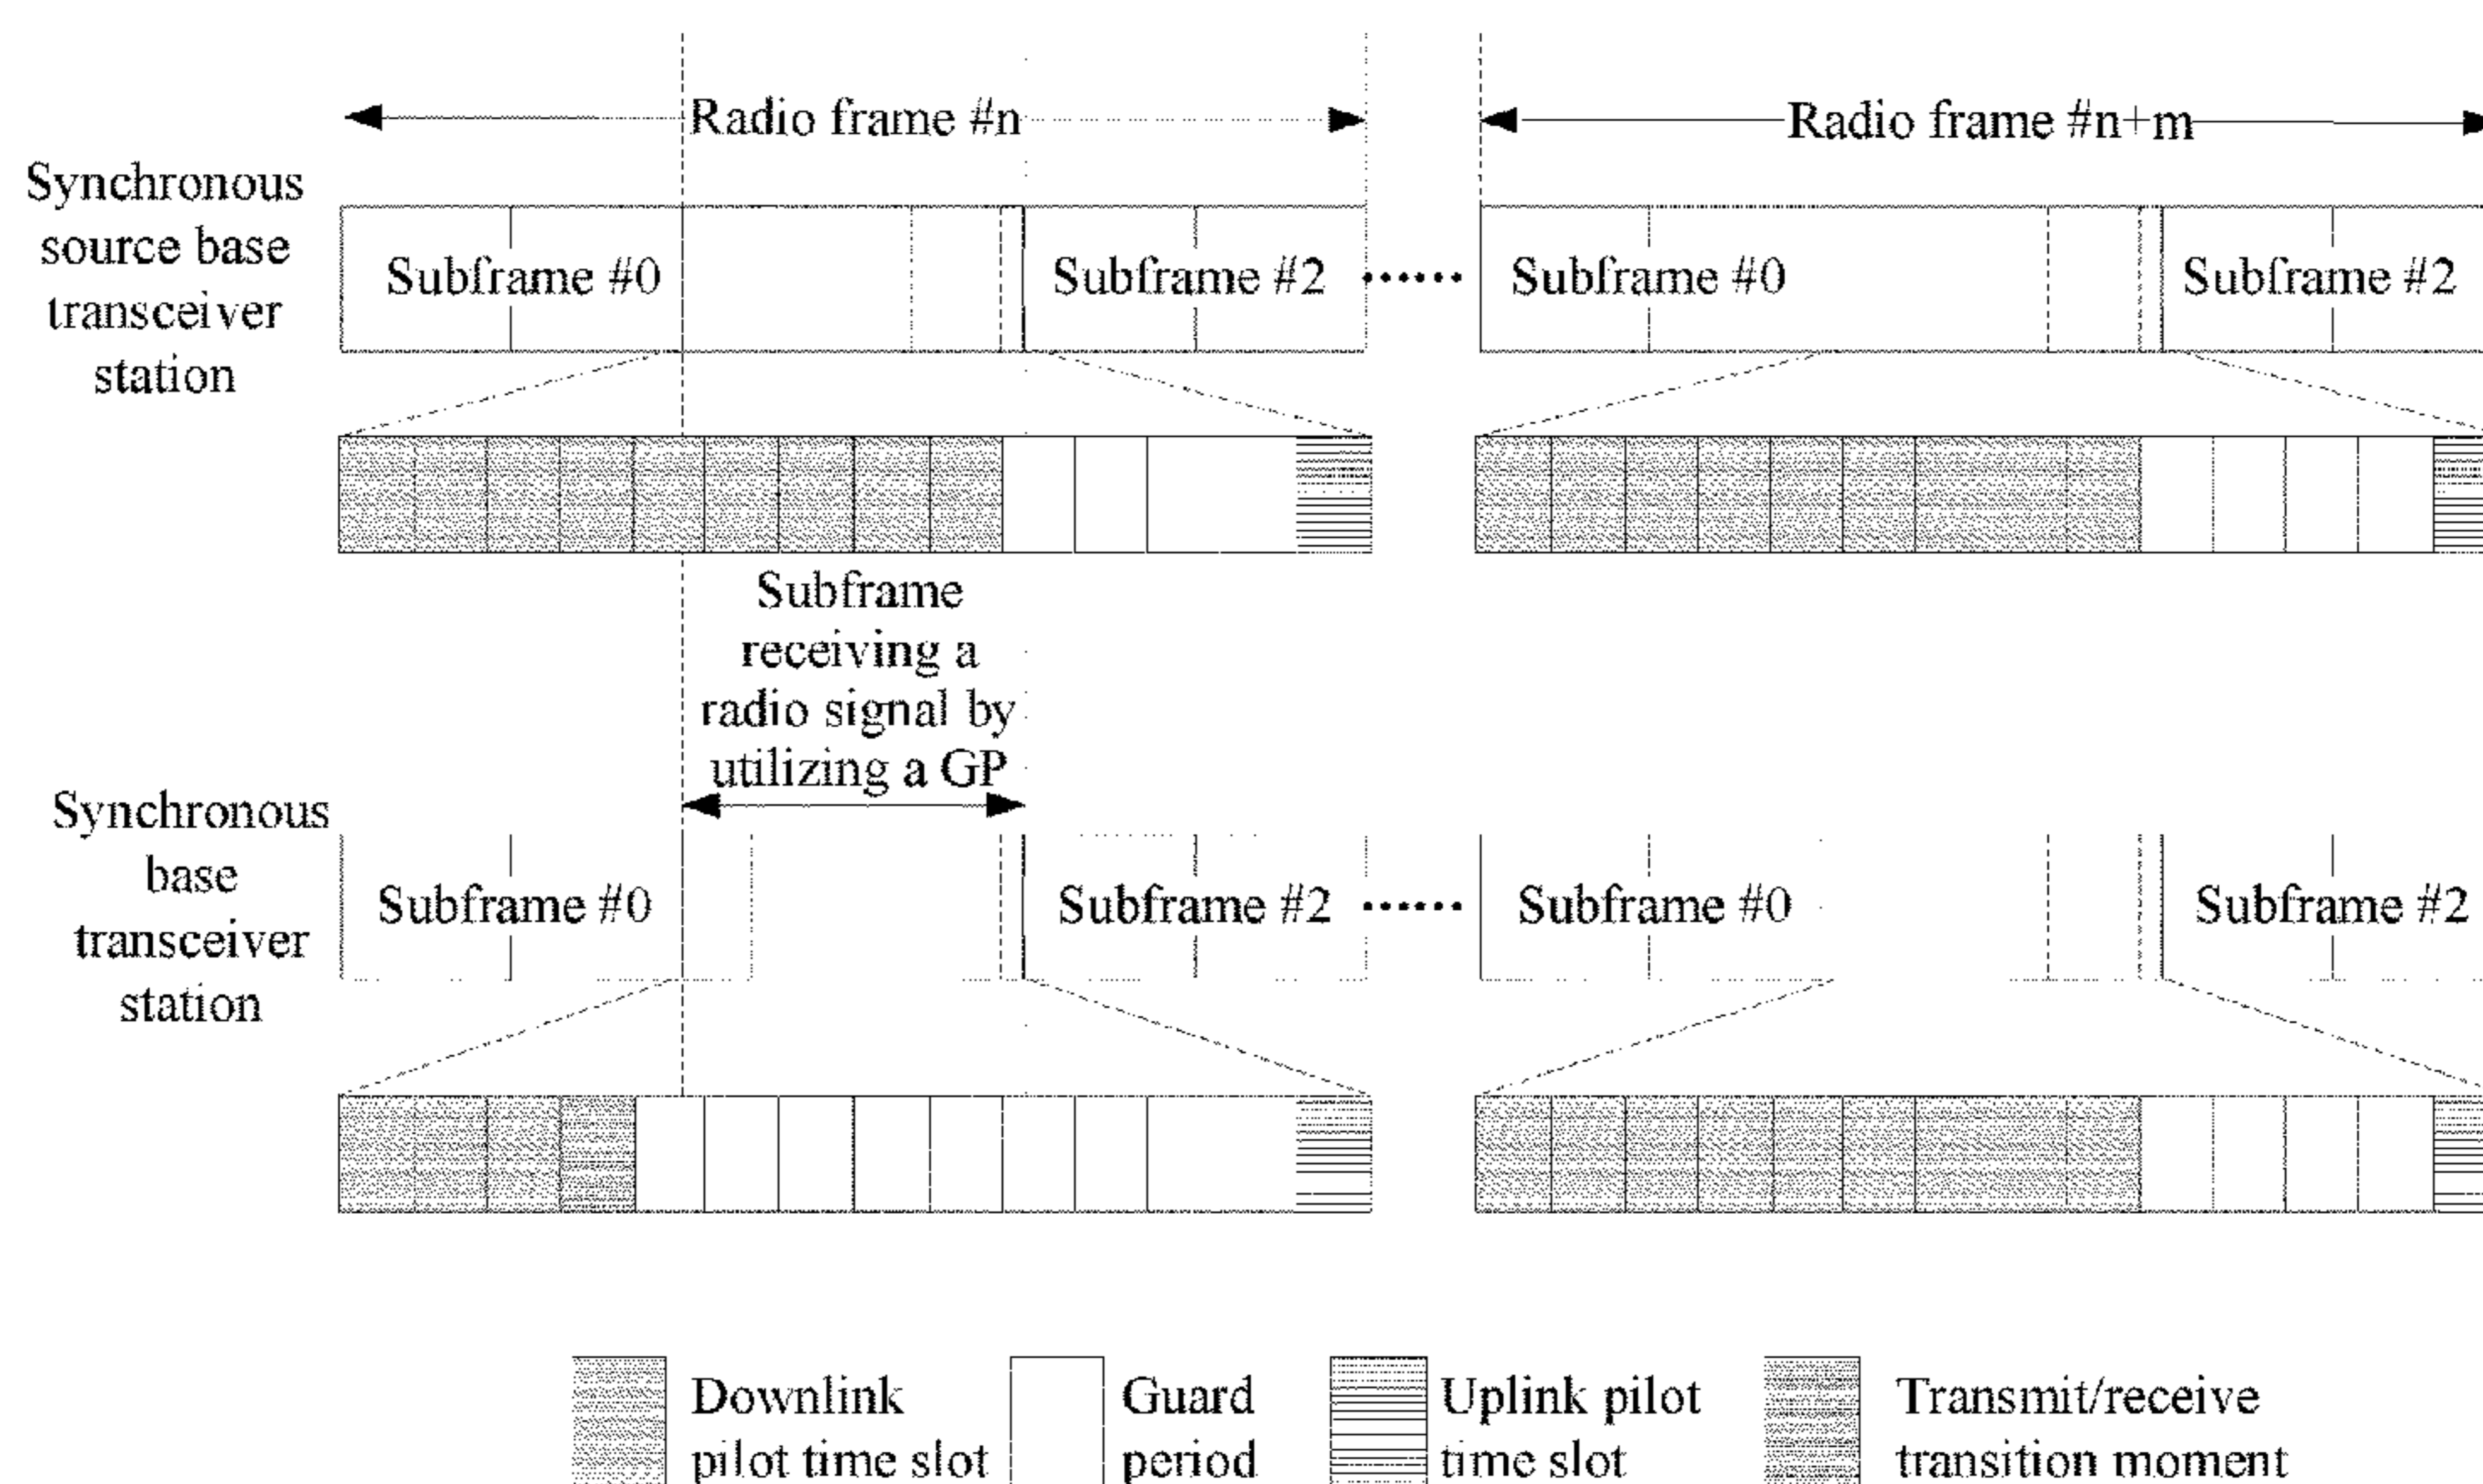 Radio frame #n
Radio frame #n+m
Synchronous
source base
transceiver
station
Subframe #0
Subframe #2
Subframe #0
Subframe #2
Subframe
receiving a
radio signal by
utilizing a GP
Synchronous
base
transceiver
station
Subframe #0
Subframe #2
Subframe #0
Subframe #2
Downlink
pilot time slot
Guard
period
Uplink pilot
time slot
Transmit/receive
transition moment